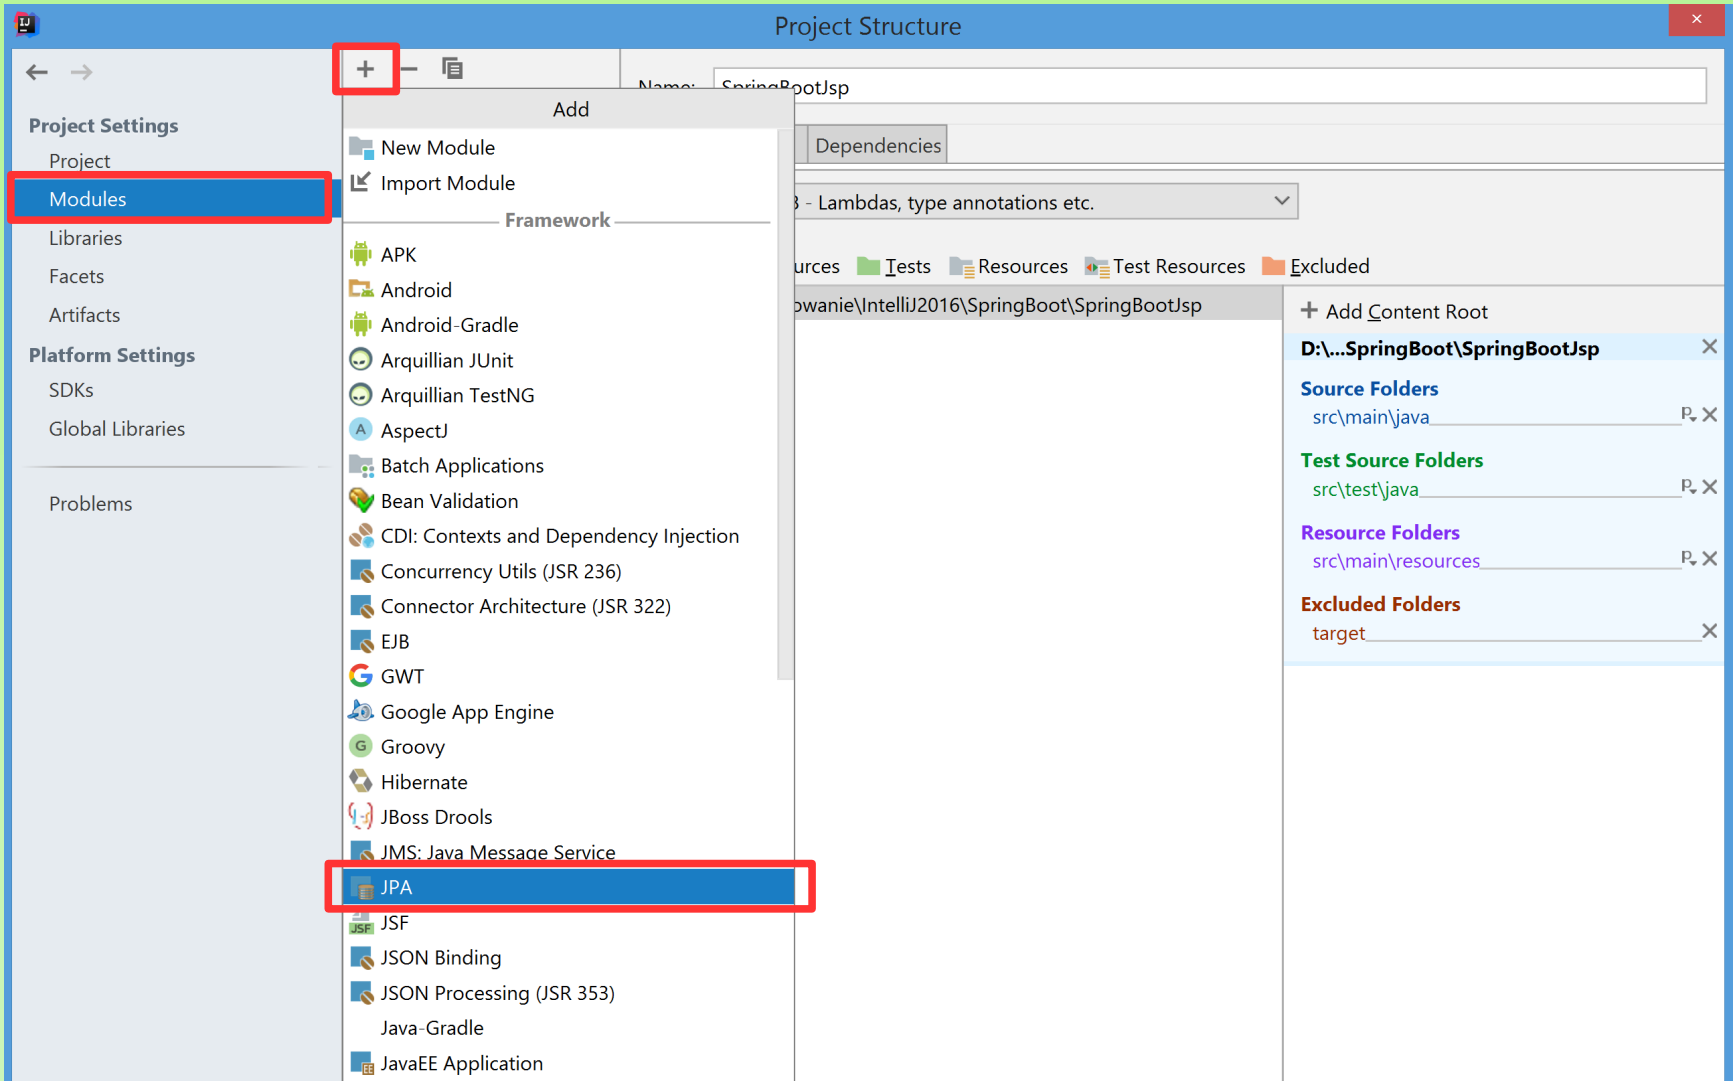 Project Structure
Name: SpringBootJsp
Project Settings
Project
Modules
Libraries
Facets
Artifacts
Platform Settings
SDKs
Global Libraries
Problems
Add
New Module
Import Module
Framework
APK
Android
Android-Gradle
Arquillian JUnit
Arquillian TestNG
AspectJ
Batch Applications
Bean Validation
CDI: Contexts and Dependency Injection
Concurrency Utils (JSR 236)
Connector Architecture (JSR 322)
EJB
GWT
Google App Engine
Groovy
Hibernate
JBoss Drools
JMS: Java Message Service
JPA
JSF
JSON Binding
JSON Processing (JSR 353)
Java-Gradle
JavaEE Application
Dependencies
- Lambdas, type annotations etc.
urces Tests Resources Test Resources Excluded
owanie\IntelliJ2016\SpringBoot\SpringBootJsp
Add Content Root
D:\...SpringBoot\SpringBootJsp
Source Folders
src\main\java
Test Source Folders
src\test\java
Resource Folders
src\main\resources
Excluded Folders
target